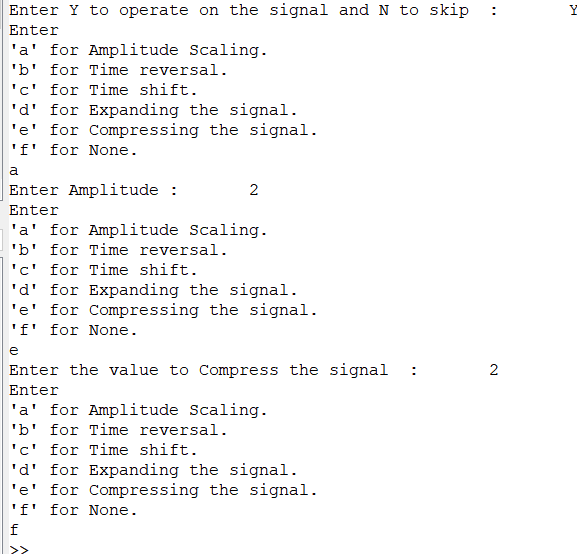 Enter Y to operate on the signal and N to skip  :       Y
Enter
'a' for Amplitude Scaling.
'b' for Time reversal.
'c' for Time shift.
'd' for Expanding the signal.
'e' for Compressing the signal.
'f' for None.
a
Enter Amplitude :       2
Enter
'a' for Amplitude Scaling.
'b' for Time reversal.
'c' for Time shift.
'd' for Expanding the signal.
'e' for Compressing the signal.
'f' for None.
e
Enter the value to Compress the signal  :       2
Enter
'a' for Amplitude Scaling.
'b' for Time reversal.
'c' for Time shift.
'd' for Expanding the signal.
'e' for Compressing the signal.
'f' for None.
f
>>